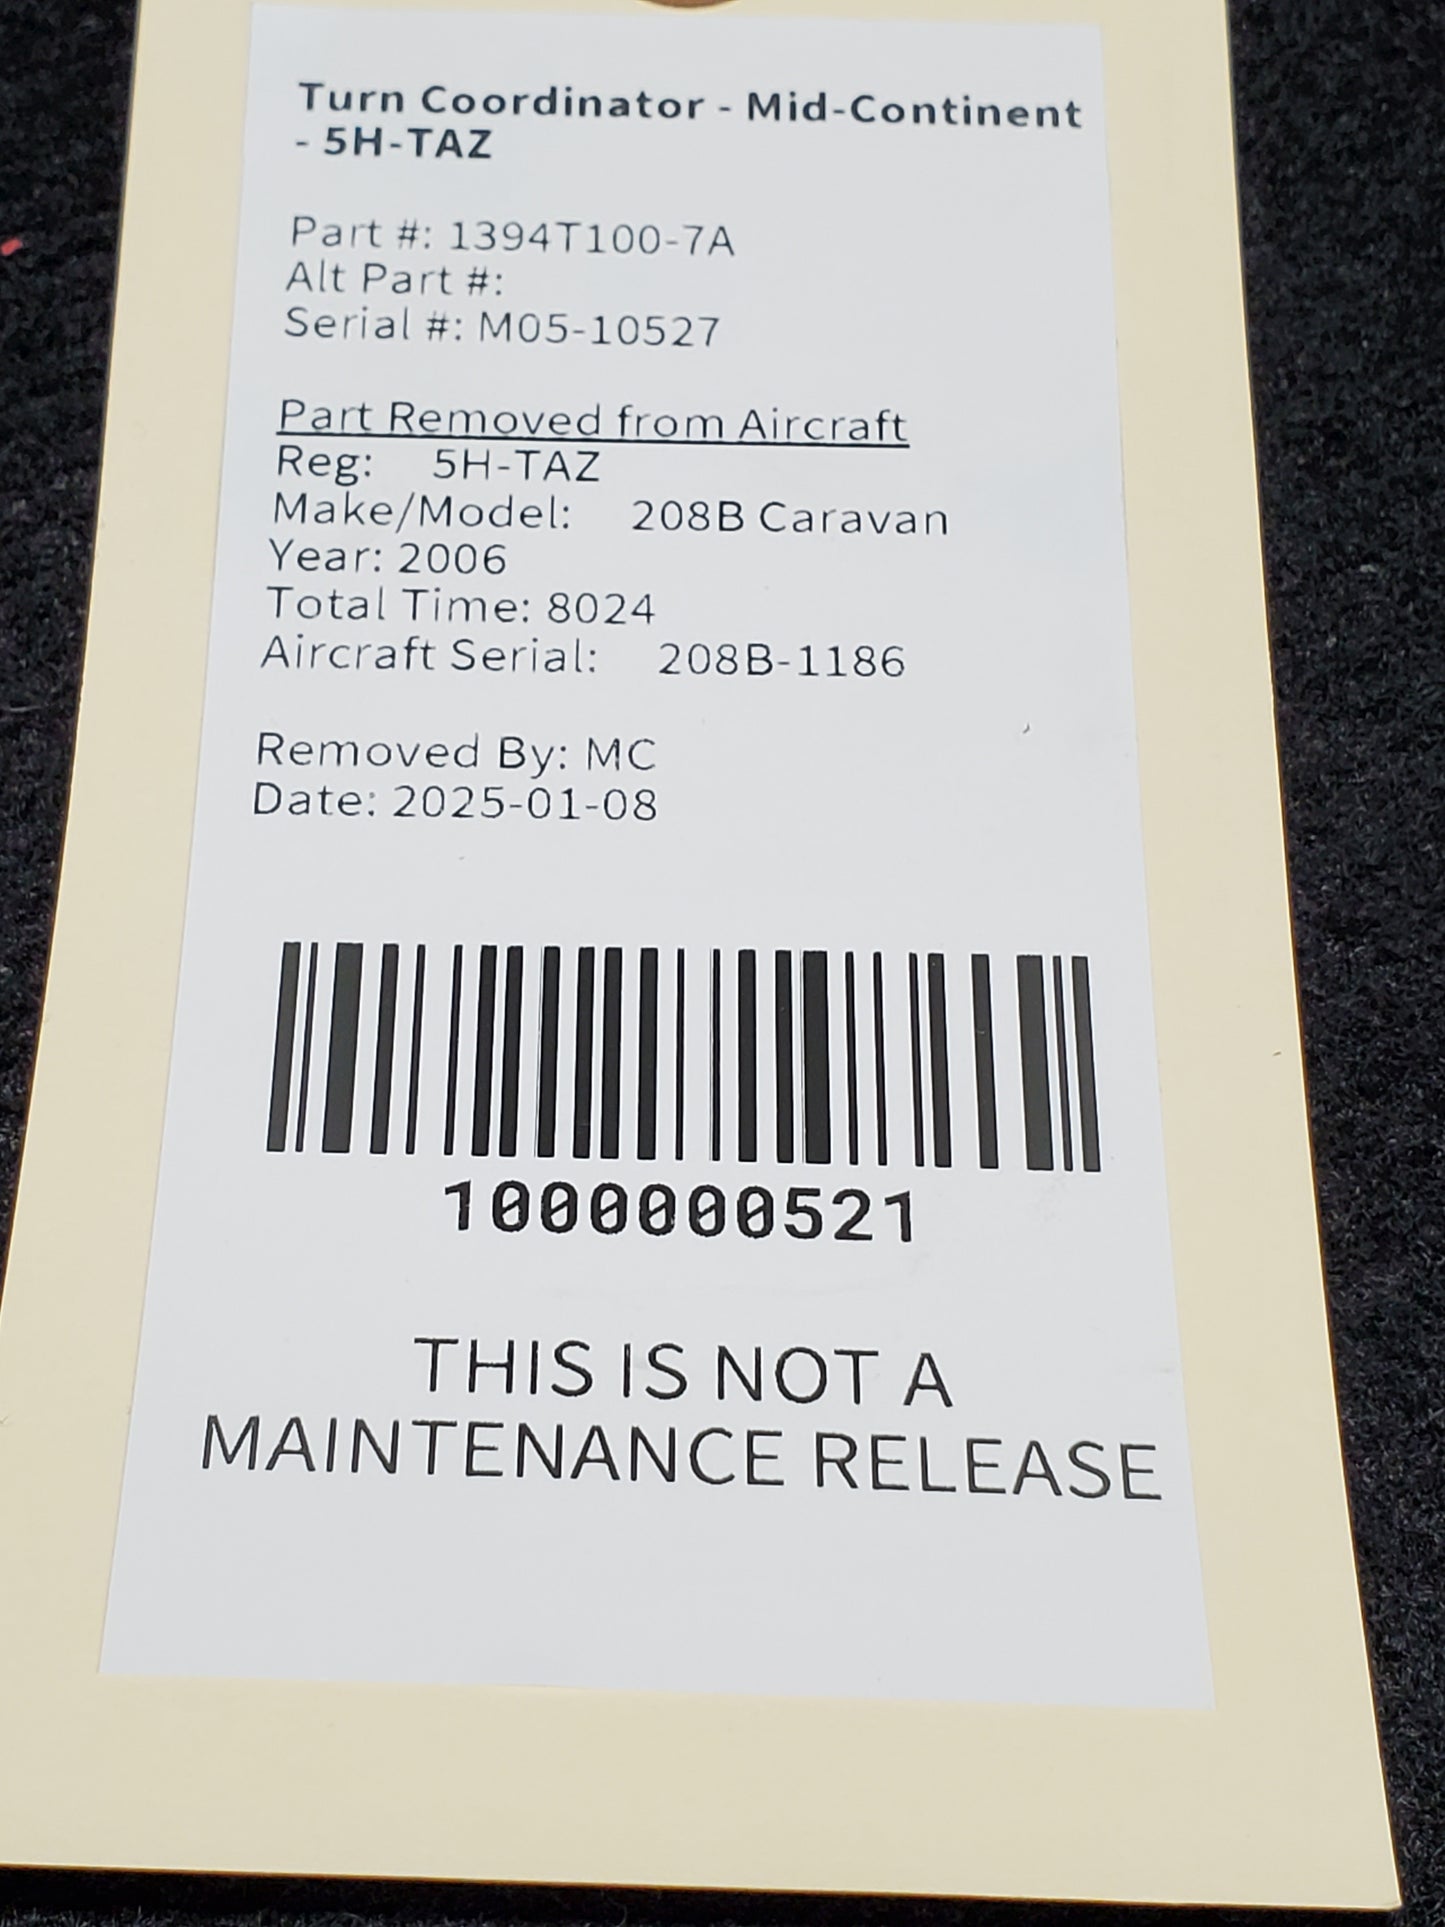 Turn Coordinator - Mid-Continent
- 5H-TAZ
Part #: 1394T100-7A
Alt Part #:
Serial #: M05-10527
Part Removed from Aircraft
Reg: 5H-TAZ
Make/Model: 208B Caravan
Year: 2006
Total Time: 8024
Aircraft Serial: 208B-1186
Removed By: MC
Date: 2025-01-08
1000000521
THIS IS NOT A
MAINTENANCE RELEASE